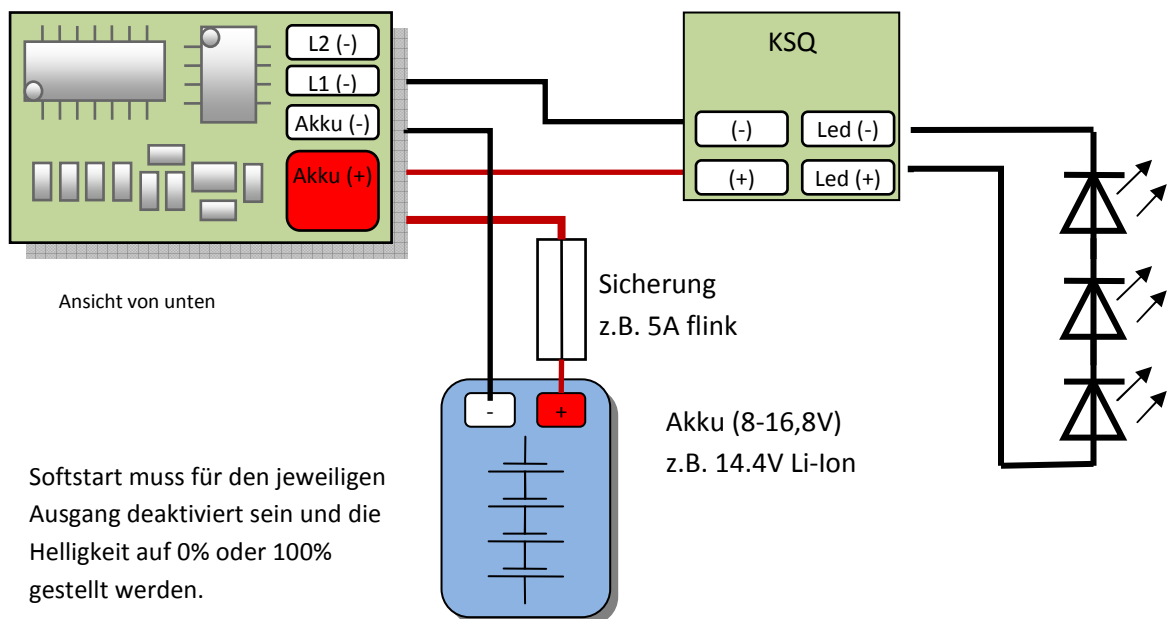 L2 (-)
L1 (-)
Akku (-)
Akku (+)
KSQ
(-)
Led (-)
(+)
Led (+)
Ansicht von unten
Sicherung
z.B. 5A flink
-
+
Akku (8-16,8V)
z.B. 14.4V Li-Ion
Softstart muss für den jeweiligen
Ausgang deaktiviert sein und die
Helligkeit auf 0% oder 100%
gestellt werden.